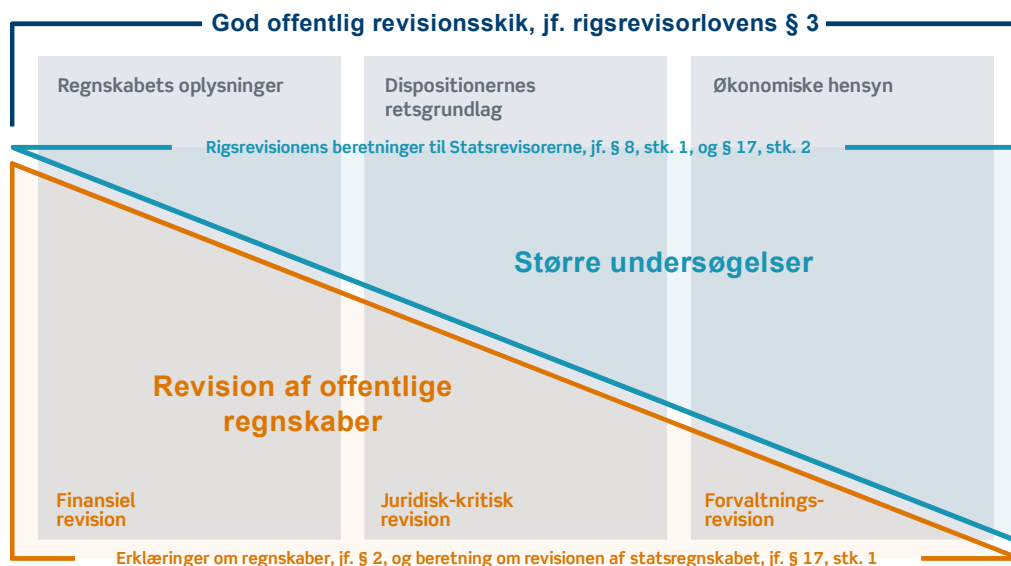 God offentlig revisionsskik, jf. rigsrevisorlovens § 3
Regnskabets oplysninger
Dispositionernes
retsgrundlag
Økonomiske hensyn
Rigsrevisionens beretninger til Statsrevisorerne, jf. § 8, stk. 1, og § 17, stk. 2
Større undersøgelser
Revision af offentlige
regnskaber
Finansiel
revision
Juridisk-kritisk
revision
Forvaltnings-
revision
Erklæringer om regnskaber, jf. § 2, og beretning om revisionen af statsregnskabet, jf. § 17, stk. 1